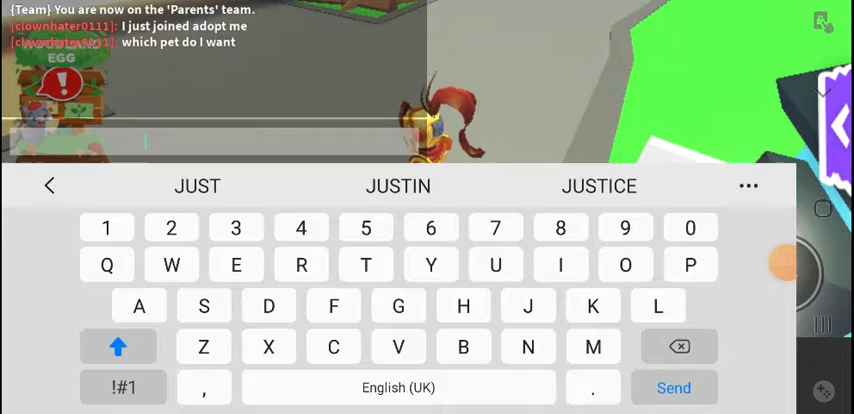 {Team} You are now on the 'Parents' team.
[clownhater0111]: I just joined adopt me
[clownhater0111]: which pet do I want
EGG
JUST JUSTIN JUSTICE •••
1 2 3 4 5 6 7 8 9 0
Q W E R T Y U I O P
A S D F G H J K L
Z X C V B N M
!#1 , English (UK) . Send